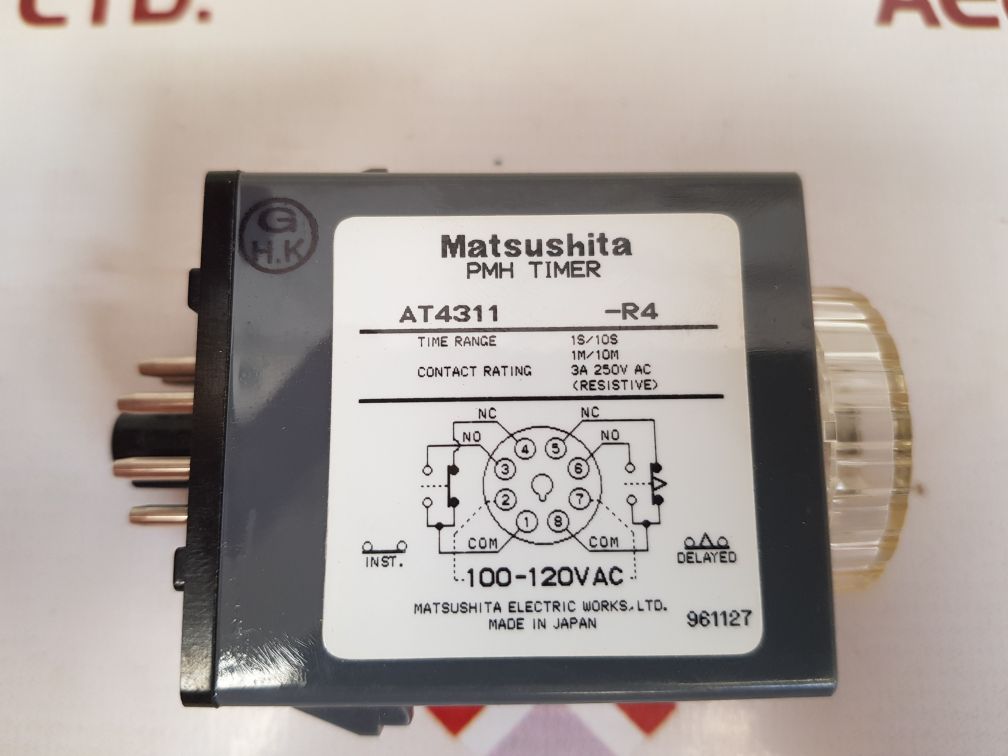 LTD.
G
H.K
Matsushita
PMH TIMER
AT4311 -R4
TIME RANGE 1S/10S
1M/10M
CONTACT RATING 3A 250V AC
(RESISTIVE)
NC NC
NO NO
4 5
3 6
2 7
1 8
COM COM
INST. DELAYED
100-120VAC
MATSUSHITA ELECTRIC WORKS, LTD.
MADE IN JAPAN 961127